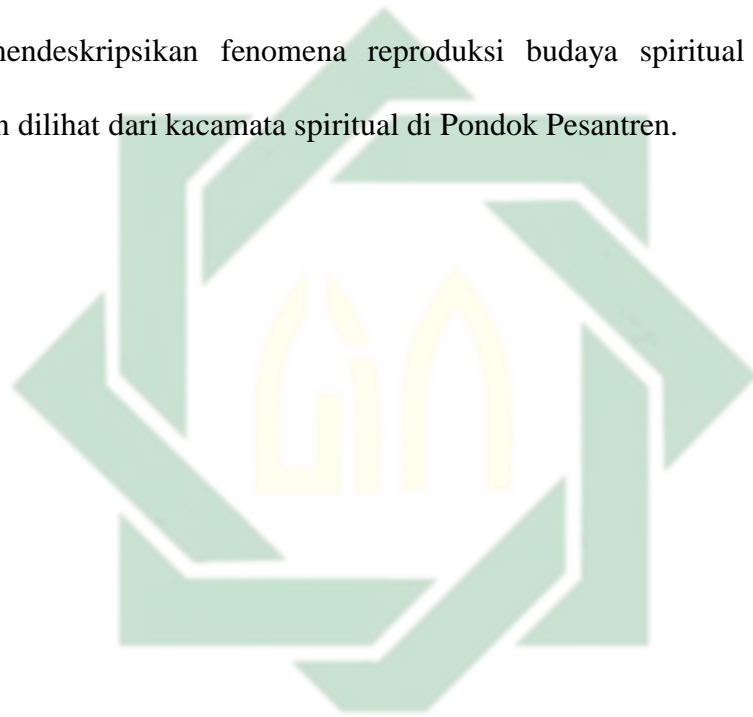 mendeskripsikan fenomena reproduksi budaya spiritual
dilihat dari kacamata spiritual di Pondok Pesantren.